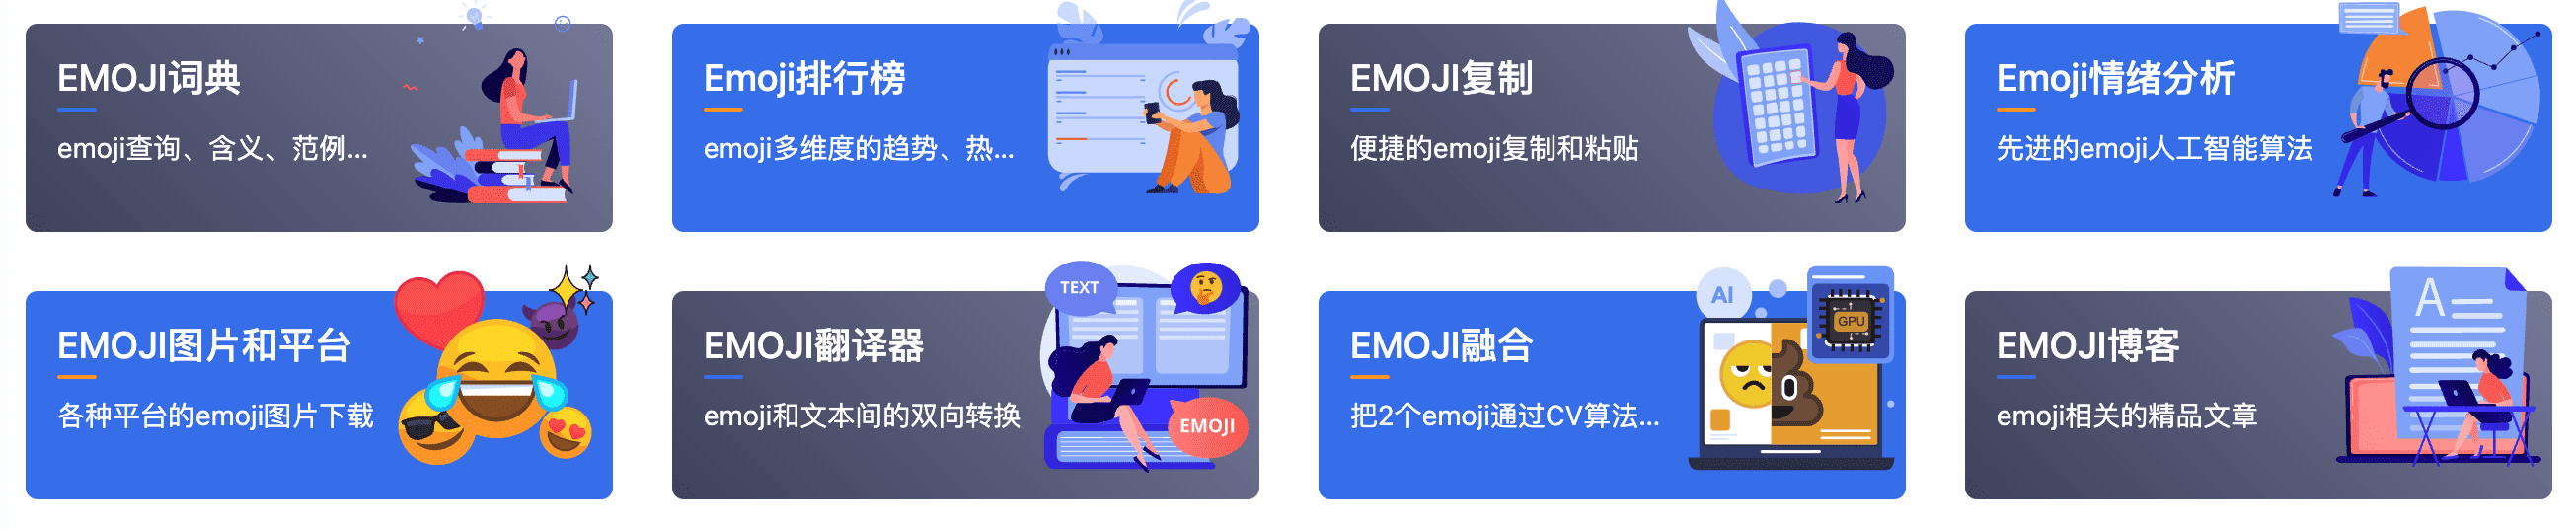 EMOJI词典
emoji查询、含义、范例...
Emoji排行榜
emoji多维度的趋势、热...
EMOJI复制
便捷的emoji复制和粘贴
Emoji情绪分析
先进的emoji人工智能算法
EMOJI图片和平台
各种平台的emoji图片下载
EMOJI翻译器
emoji和文本间的双向转换
TEXT
EMOJI
EMOJI融合
把2个emoji通过CV算法...
AI
GPU
EMOJI博客
emoji相关的精品文章
A